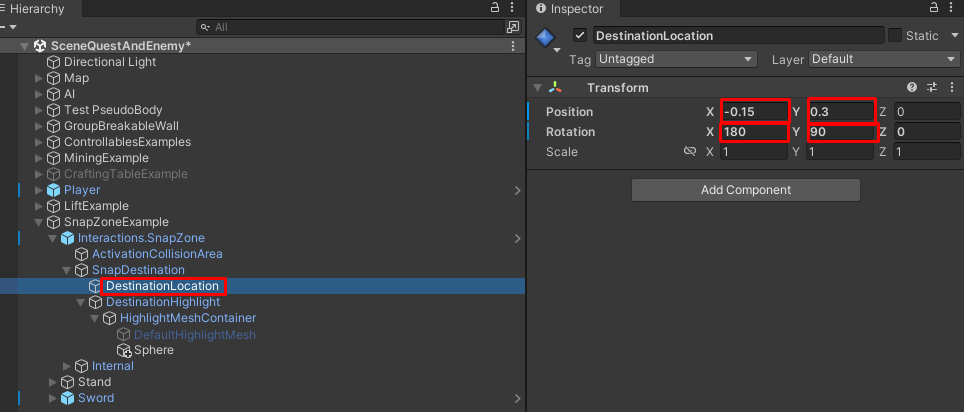 Hierarchy
All
SceneQuestAndEnemy*
Directional Light
Map
AI
Test PseudoBody
GroupBreakableWall
ControllablesExamples
MiningExample
CraftingTableExample
Player
LiftExample
SnapZoneExample
Interactions.SnapZone
ActivationCollisionArea
SnapDestination
DestinationLocation
DestinationHighlight
HighlightMeshContainer
DefaultHighlightMesh
Sphere
Internal
Stand
Sword
Inspector
DestinationLocation Static
Tag Untagged Layer Default
Transform
Position X -0.15 Y 0.3 Z 0
Rotation X 180 Y 90 Z 0
Scale X 1 Y 1 Z 1
Add Component